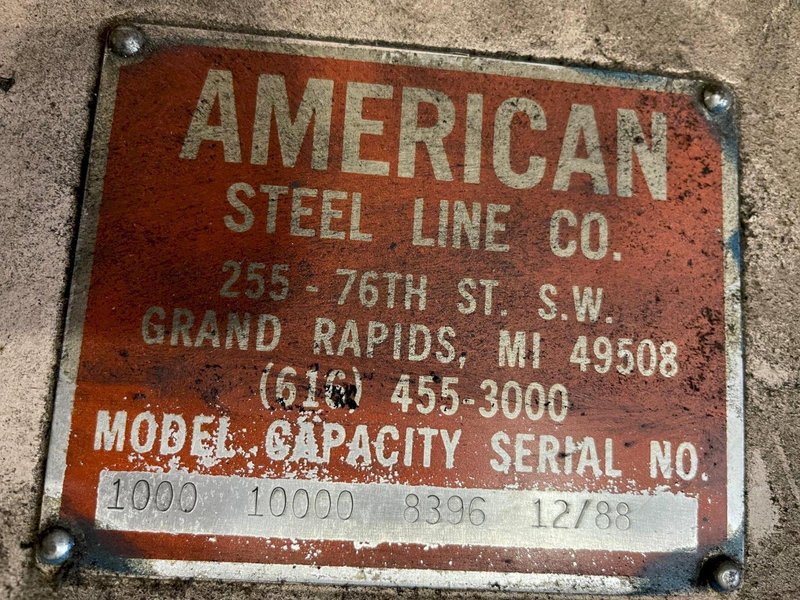 AMERICAN
STEEL LINE CO.
255 - 76TH ST. S.W.
GRAND RAPIDS, MI 49508
(616) 455-3000
MODEL CAPACITY SERIAL NO.
1000 10000 8396 12/88